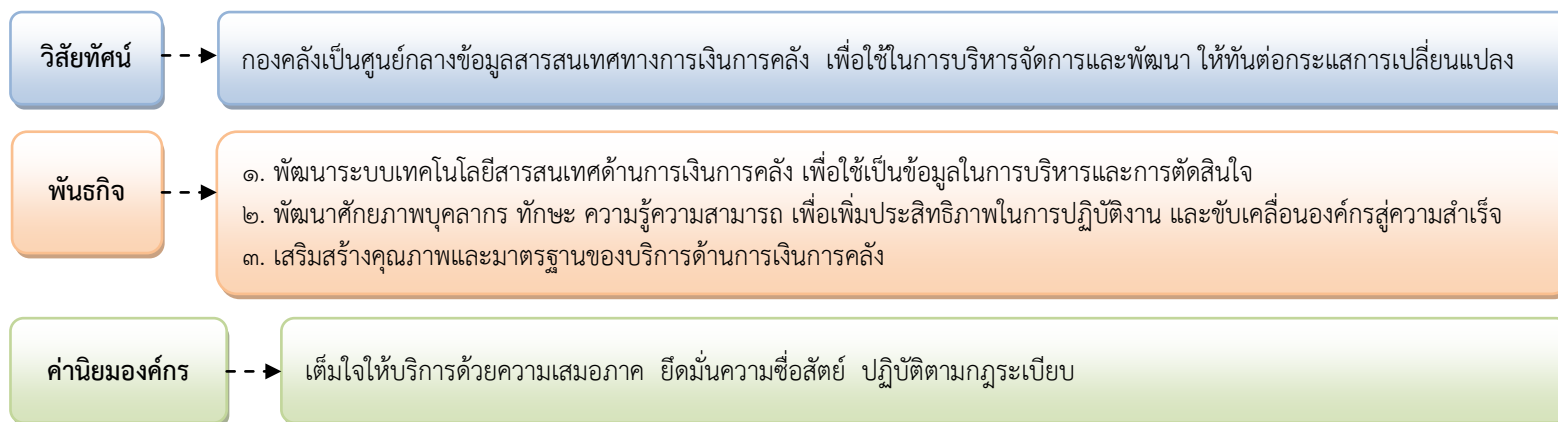 วิสัยทัศน์
กองคลังเป็นศูนย์กลางข้อมูลสารสนเทศทางการเงินการคลัง เพื่อใช้ในการบริหารจัดการและพัฒนา ให้ทันต่อกระแสการเปลี่ยนแปลง
พันธกิจ
๑. พัฒนาระบบเทคโนโลยีสารสนเทศด้านการเงินการคลัง เพื่อใช้เป็นข้อมูลในการบริหารและการตัดสินใจ
๒. พัฒนาศักยภาพบุคลากร ทักษะ ความรู้ความสามารถ เพื่อเพิ่มประสิทธิภาพในการปฏิบัติงาน และขับเคลื่อนองค์กรสู่ความสำเร็จ
๓. เสริมสร้างคุณภาพและมาตรฐานของบริการด้านการเงินการคลัง
ค่านิยมองค์กร
เต็มใจให้บริการด้วยความเสมอภาค ยึดมั่นความซื่อสัตย์ ปฏิบัติตามกฎระเบียบ